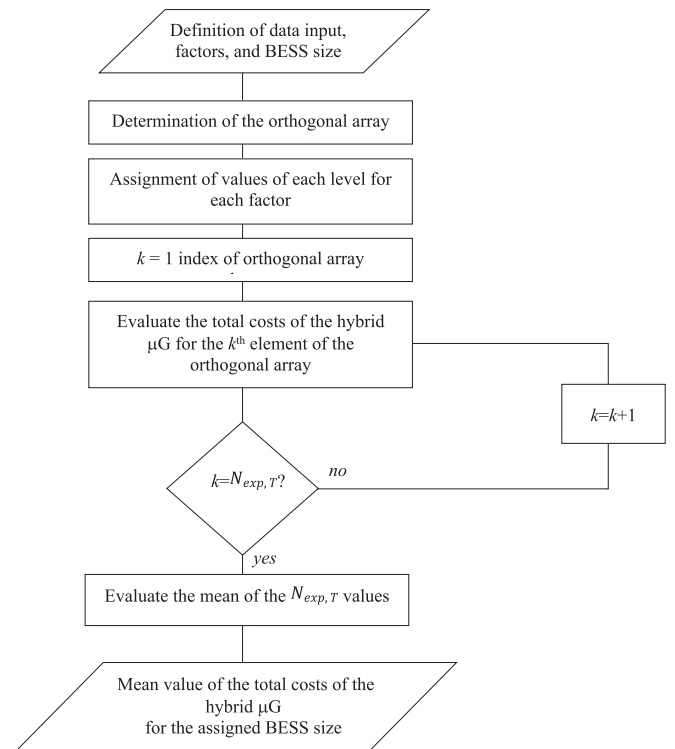 Definition of data input,
factors, and BESS size
Determination of the orthogonal array
Assignment of values of each level for
each factor
k = 1 index of orthogonal array
Evaluate the total costs of the hybrid
μG for the kth element of the
orthogonal array
k=k+1
k=Nexp,T?
no
yes
Evaluate the mean of the Nexp,T values
Mean value of the total costs of the
hybrid μG
for the assigned BESS size